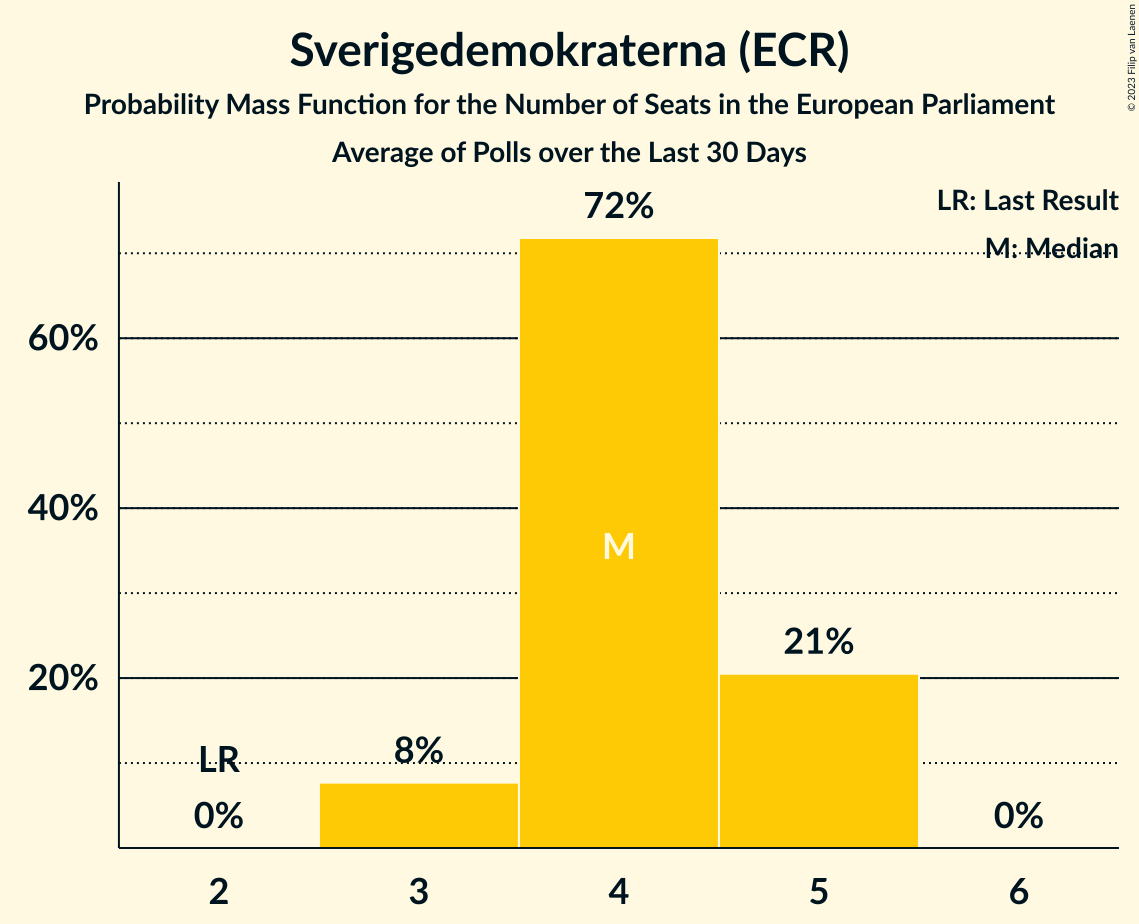 Sverigedemokraterna (ECR)
Probability Mass Function for the Number of Seats in the European Parliament
Average of Polls over the Last 30 Days
© 2023 Filip van Laenen
LR: Last Result
M: Median
72%
60%
40%
M
21%
20%
LR
8%
0%
0%
2 3 4 5 6